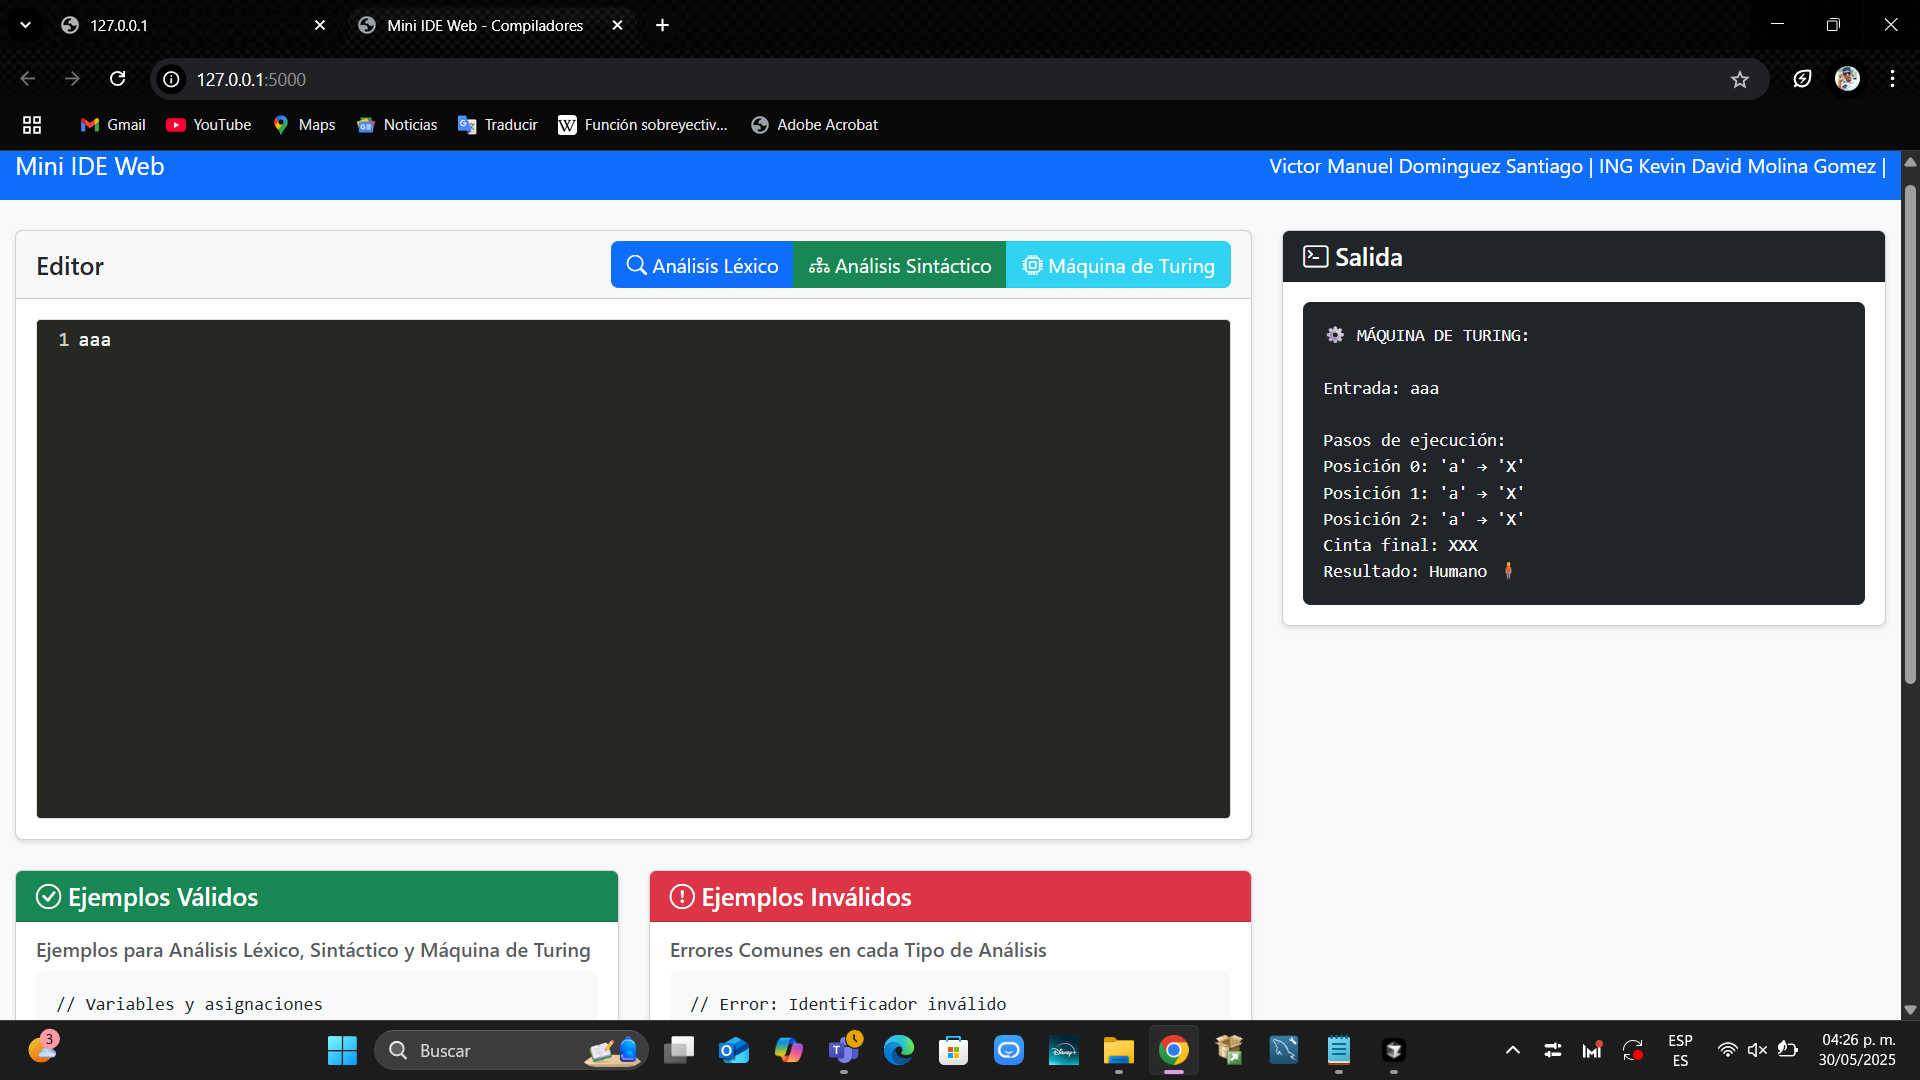 127.0.0.1
Mini IDE Web - Compiladores
127.0.0.1:5000
Gmail
YouTube
Maps
Noticias
Traducir
Función sobreyectiv...
Adobe Acrobat
Mini IDE Web
Victor Manuel Dominguez Santiago | ING Kevin David Molina Gomez |
Editor
Análisis Léxico
Análisis Sintáctico
Máquina de Turing
1 aaa
Salida
MÁQUINA DE TURING:
Entrada: aaa
Pasos de ejecución:
Posición 0: 'a' → 'X'
Posición 1: 'a' → 'X'
Posición 2: 'a' → 'X'
Cinta final: XXX
Resultado: Humano
Ejemplos Válidos
Ejemplos para Análisis Léxico, Sintáctico y Máquina de Turing
// Variables y asignaciones
Ejemplos Inválidos
Errores Comunes en cada Tipo de Análisis
// Error: Identificador inválido
3
Buscar
Disney+
ESP
ES
04:26 p. m.
30/05/2025